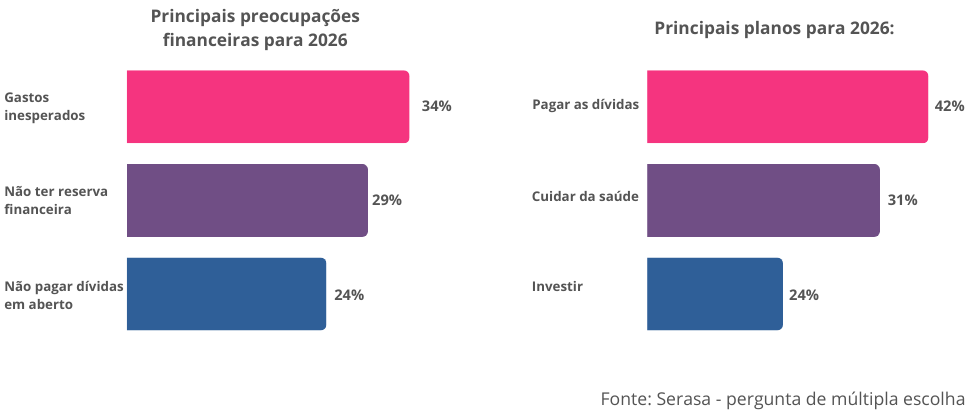 Principais preocupações
financeiras para 2026
Gastos
inesperados
34%
Não ter reserva
financeira
29%
Não pagar dívidas
em aberto
24%
Principais planos para 2026:
Pagar as dívidas
42%
Cuidar da saúde
31%
Investir
24%
Fonte: Serasa - pergunta de múltipla escolha